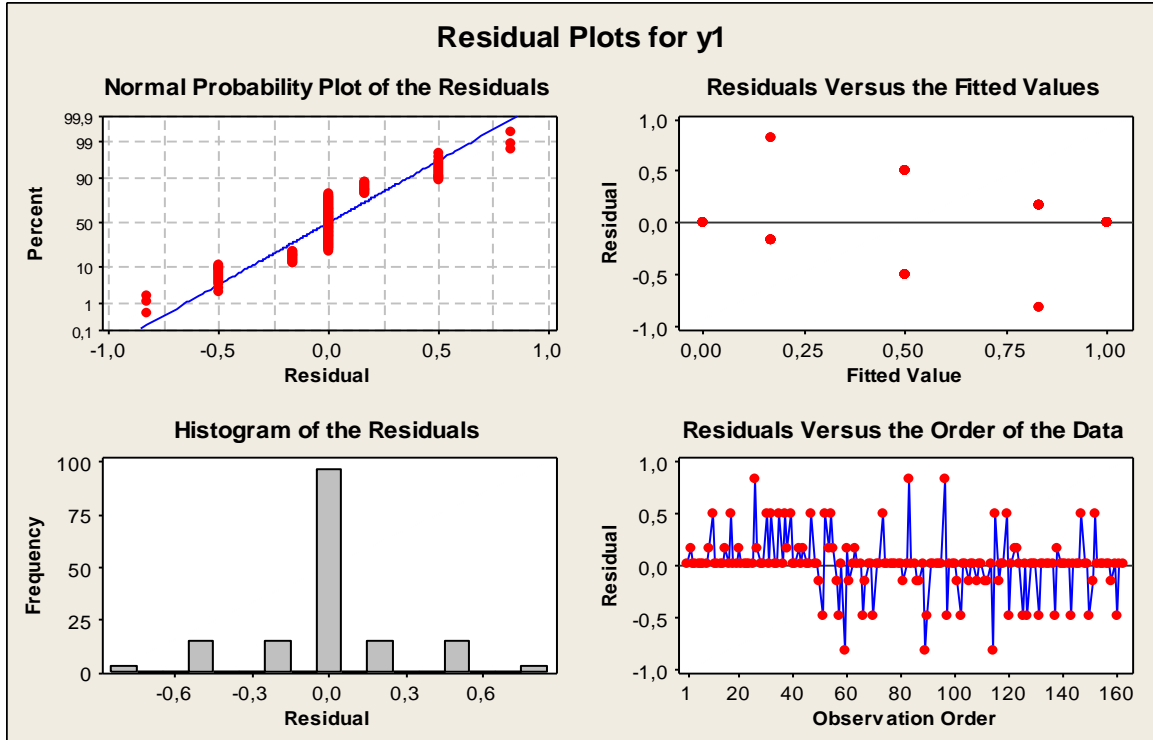 Residual Plots for y1
Normal Probability Plot of the Residuals
99,9
99
90
50
10
1
0,1
Percent
-1,0 -0,5 0,0 0,5 1,0
Residual
Residuals Versus the Fitted Values
1,0
0,5
0,0
-0,5
-1,0
Residual
0,00 0,25 0,50 0,75 1,00
Fitted Value
Histogram of the Residuals
100
75
50
25
0
Frequency
-0,6 -0,3 0,0 0,3 0,6
Residual
Residuals Versus the Order of the Data
1,0
0,5
0,0
-0,5
-1,0
Residual
1 20 40 60 80 100 120 140 160
Observation Order